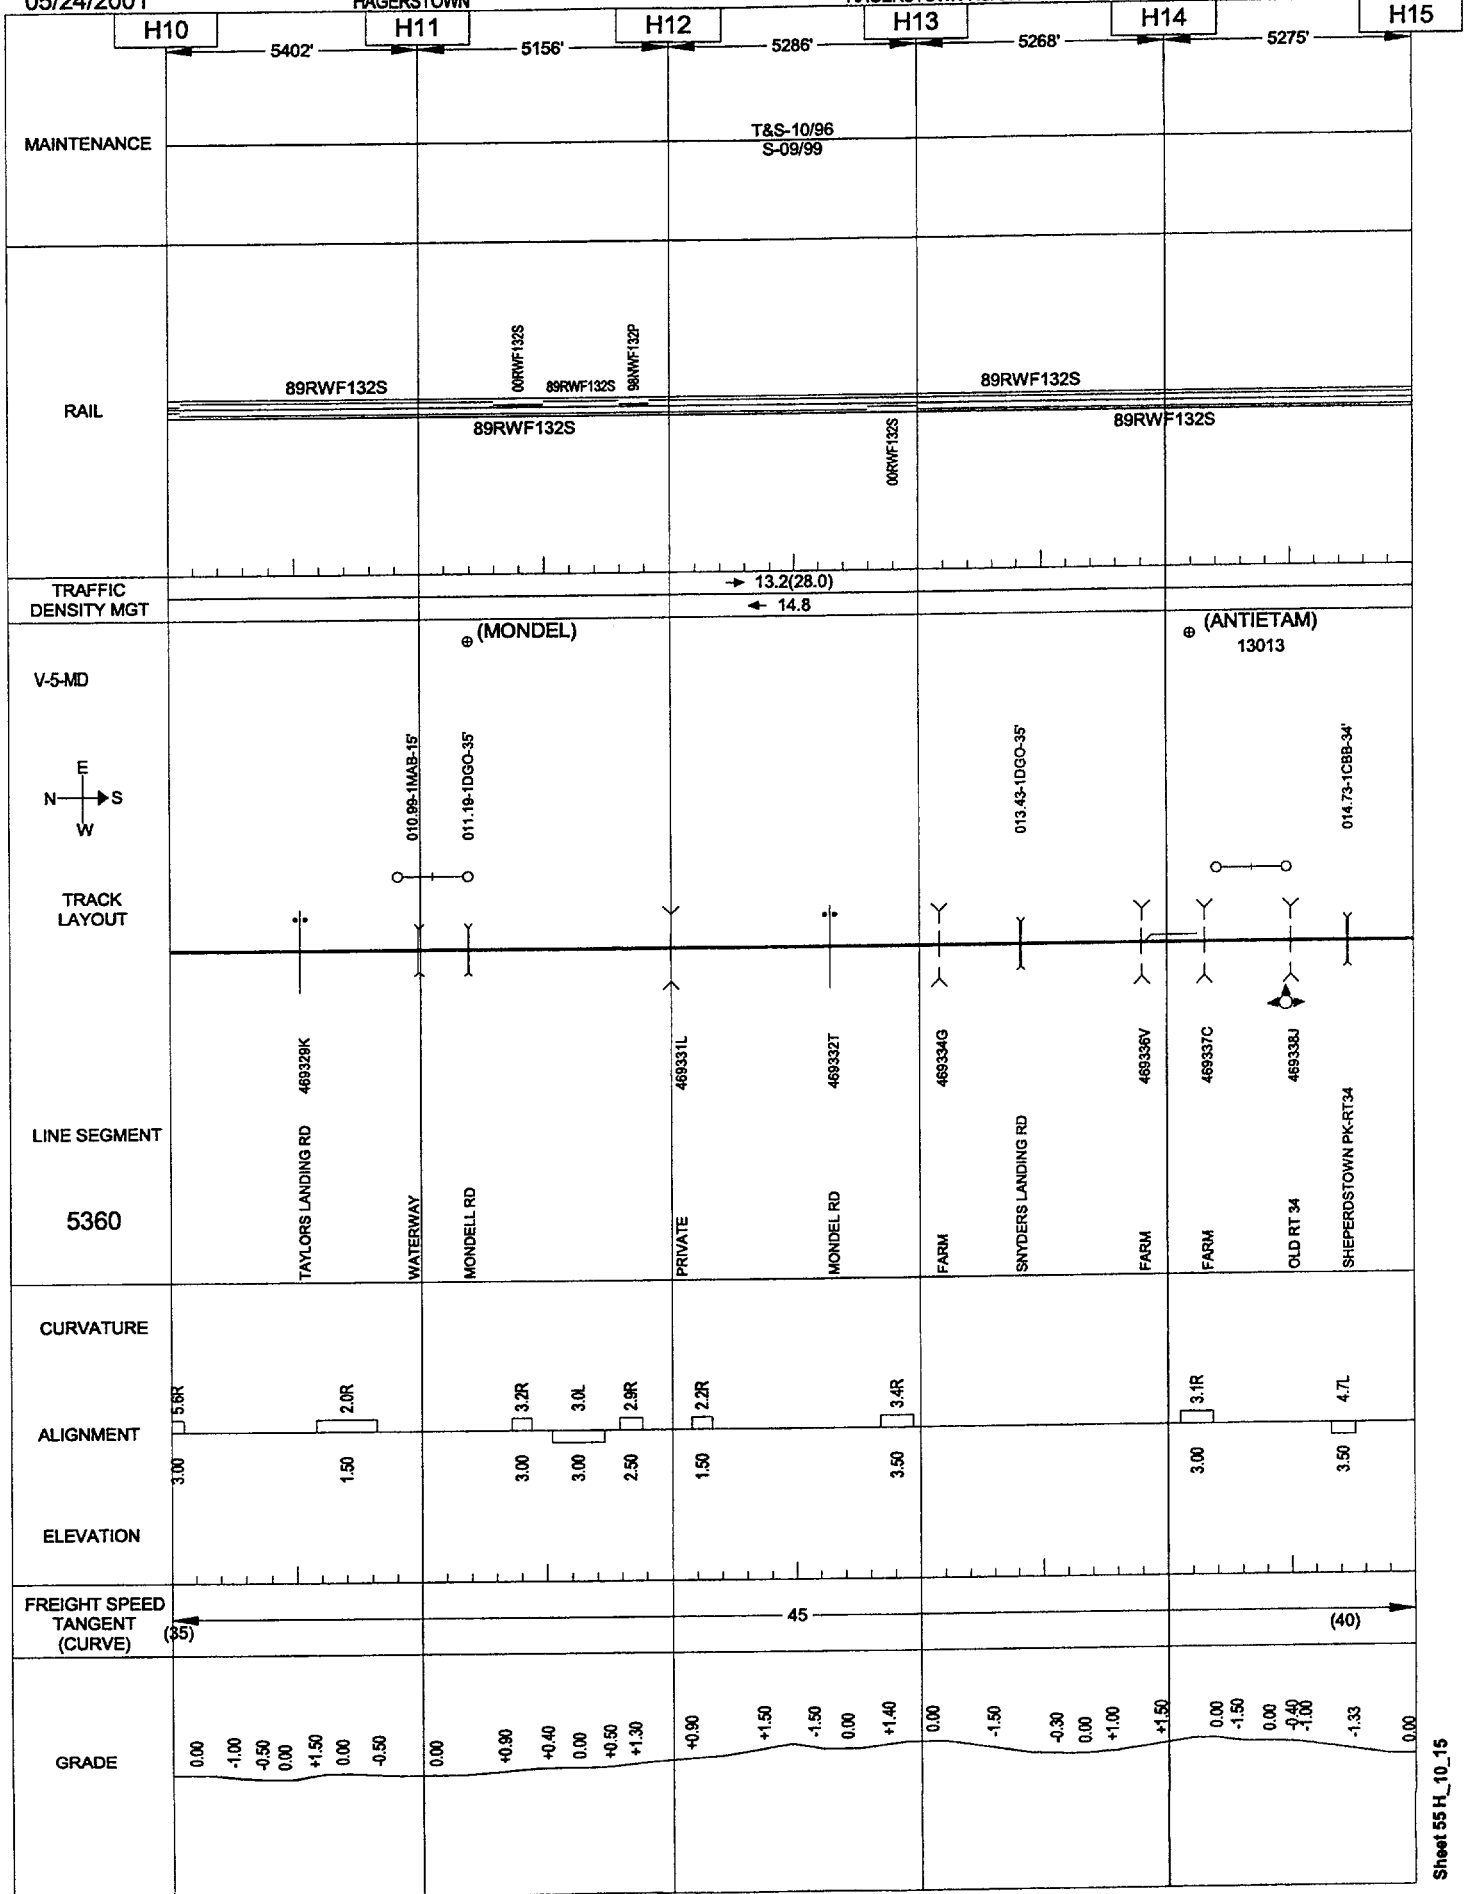 05/24/2001
HAGERSTOWN
H10 H11 H12 H13 H14 H15
5402' 5156' 5286' 5268' 5275'
MAINTENANCE
T&S-10/96
S-09/99
RAIL
00RWF132S
98NWF132P
89RWF132S 89RWF132S 89RWF132S
89RWF132S 89RWF132S
00RWF132S
TRAFFIC
DENSITY MGT
13.2(28.0)
14.8
(MONDEL) (ANTIETAM)
13013
V-5-MD
E
N S
W
010.99-1MAB-15'
011.19-1DGO-35'
013.43-1DGO-35'
014.73-1CBB-34'
TRACK
LAYOUT
469329K
469331L
469332T
469334G
469336V
469337C
469338J
LINE SEGMENT
5360
TAYLORS LANDING RD
WATERWAY
MONDELL RD
PRIVATE
MONDEL RD
FARM
SNYDERS LANDING RD
FARM
FARM
OLD RT 34
SHEPERDSTOWN PK-RT34
CURVATURE
5.6R 2.0R 3.2R 3.0L 2.9R 2.2R 3.4R 3.1R 4.7L
ALIGNMENT
3.00 1.50 3.00 3.00 2.50 1.50 3.50 3.00 3.50
ELEVATION
FREIGHT SPEED
TANGENT
(CURVE)
(35) 45 (40)
GRADE
0.00 -1.00 -0.50 0.00 +1.50 0.00 -0.50 0.00 +0.90 +0.40 0.00 +0.50 +1.30 +0.90 +1.50 -1.50 0.00 +1.40 0.00 -1.50 -0.30 0.00 +1.00 +1.50 0.00 -1.50 0.00 -0.40 -1.00 -1.33 0.00
Sheet 55 H_10_15